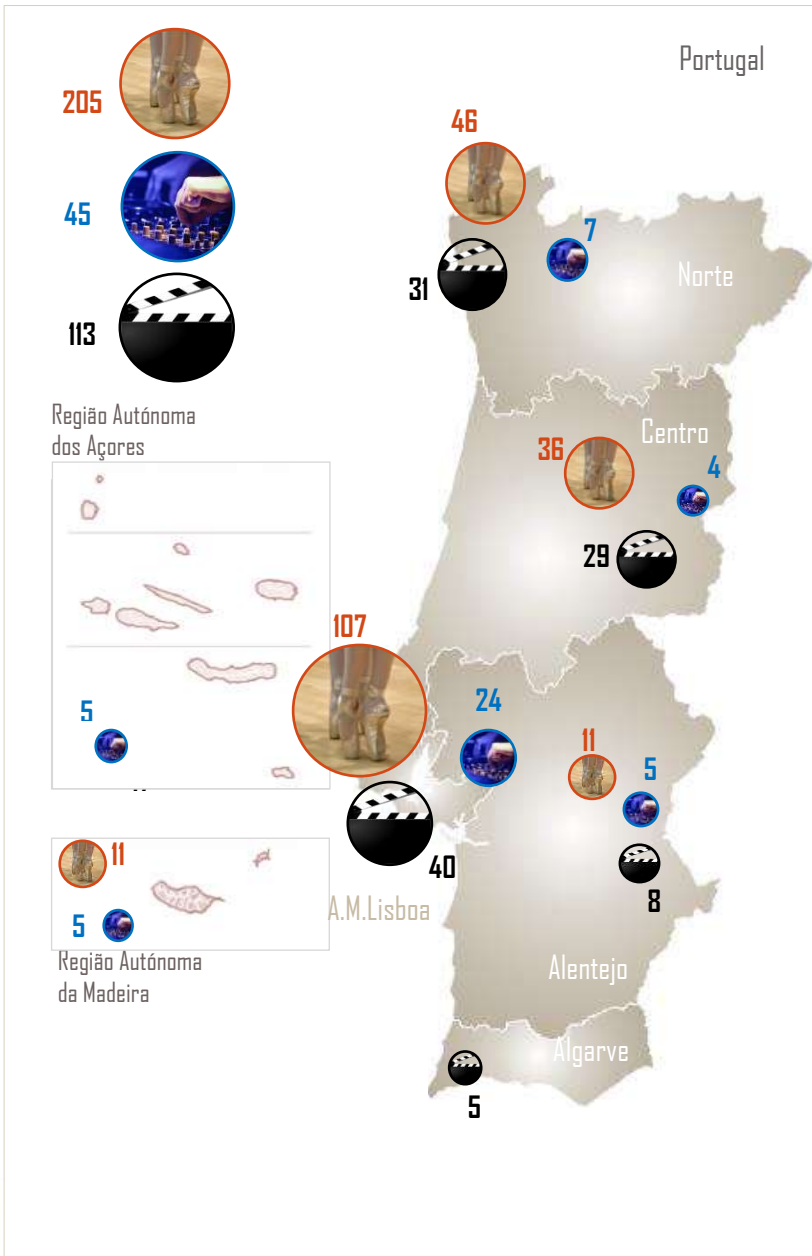 Portugal
205
45
113
46
7
31
Norte
Centro
36
4
29
Região Autónoma
dos Açores
5
107
24
11
5
40
8
A.M.Lisboa
11
5
Região Autónoma
da Madeira
Alentejo
Algarve
5